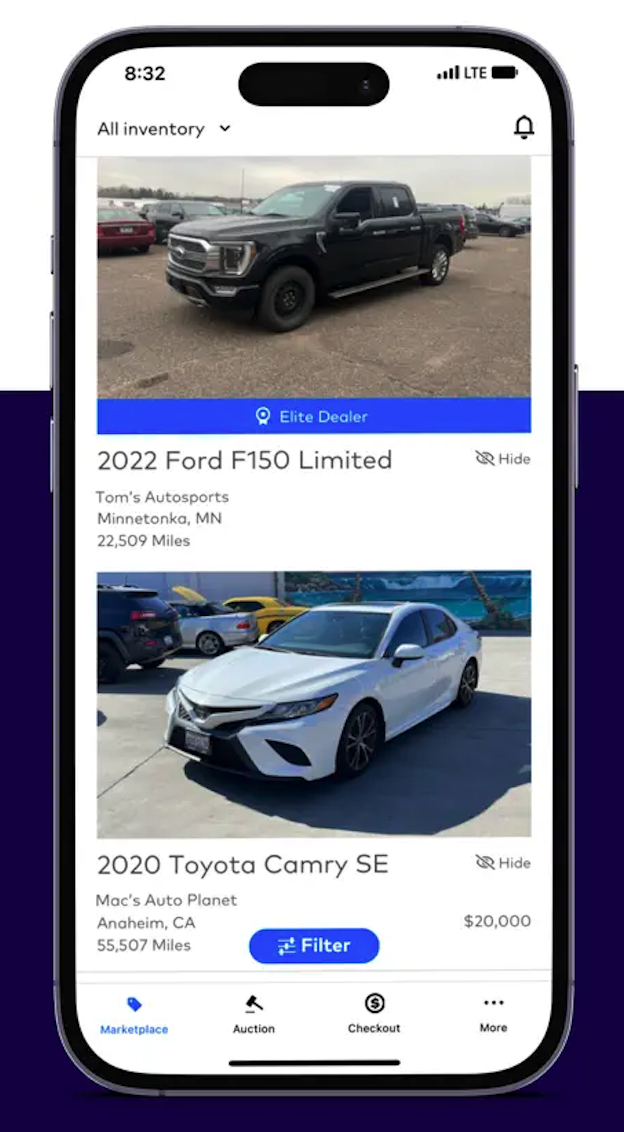 8:32
LTE
All inventory
Elite Dealer
2022 Ford F150 Limited
Hide
Tom's Autosports
Minnetonka, MN
22,509 Miles
2020 Toyota Camry SE
Hide
Mac's Auto Planet
Anaheim, CA
$20,000
55,507 Miles
Filter
Marketplace
Auction
Checkout
More